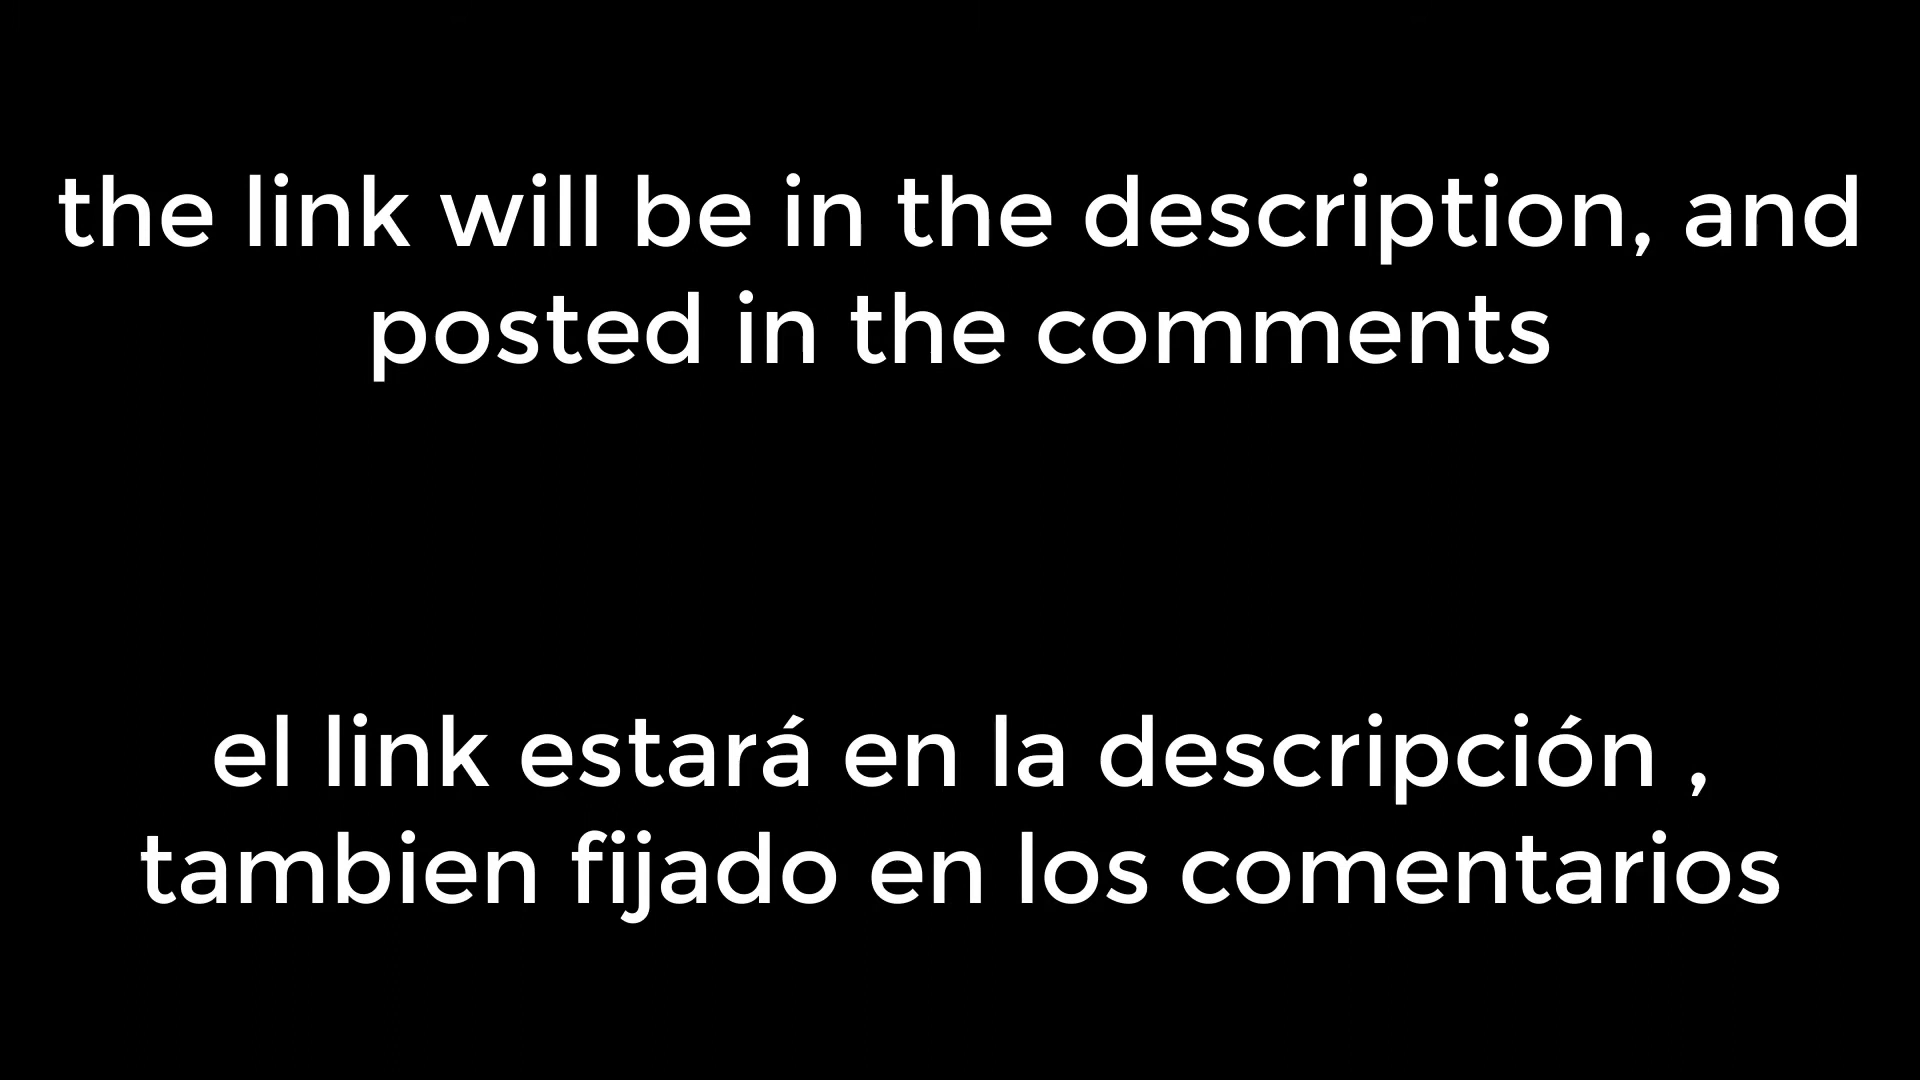 the link will be in the description, and
posted in the comments
el link estará en la descripción ,
tambien fijado en los comentarios